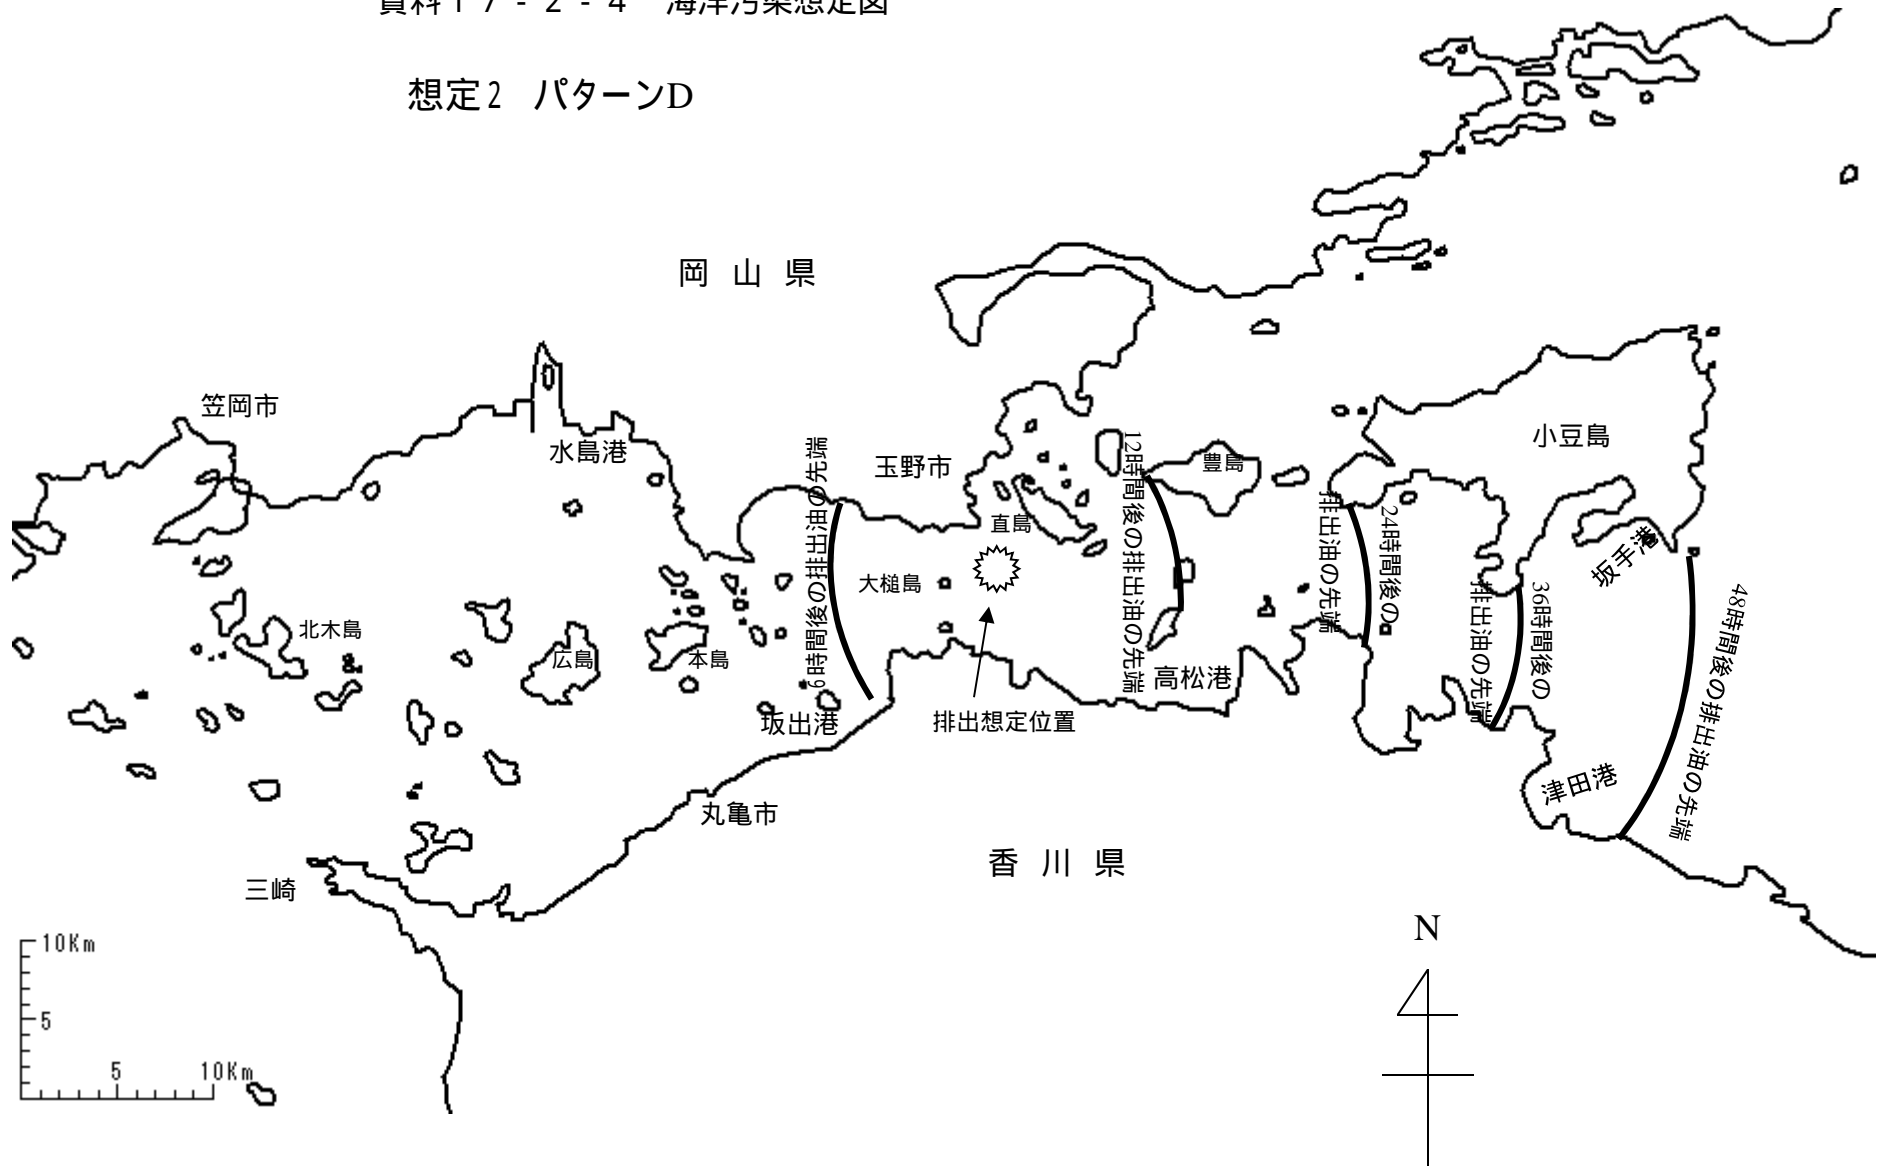 資料17-2-4 海洋汚染想定図
想定2 パターンD
岡山県
笠岡市
水島港
玉野市
直島
豊島
小豆島
坂手港
大槌島
北木島
広島
本島
坂出港
排出想定位置
高松港
津田港
丸亀市
香川県
三崎
6時間後の排出油の先端
12時間後の排出油の先端
24時間後の
排出油の先端
36時間後の
排出油の先端
48時間後の排出油の先端
10Km
5
5
10Km
N